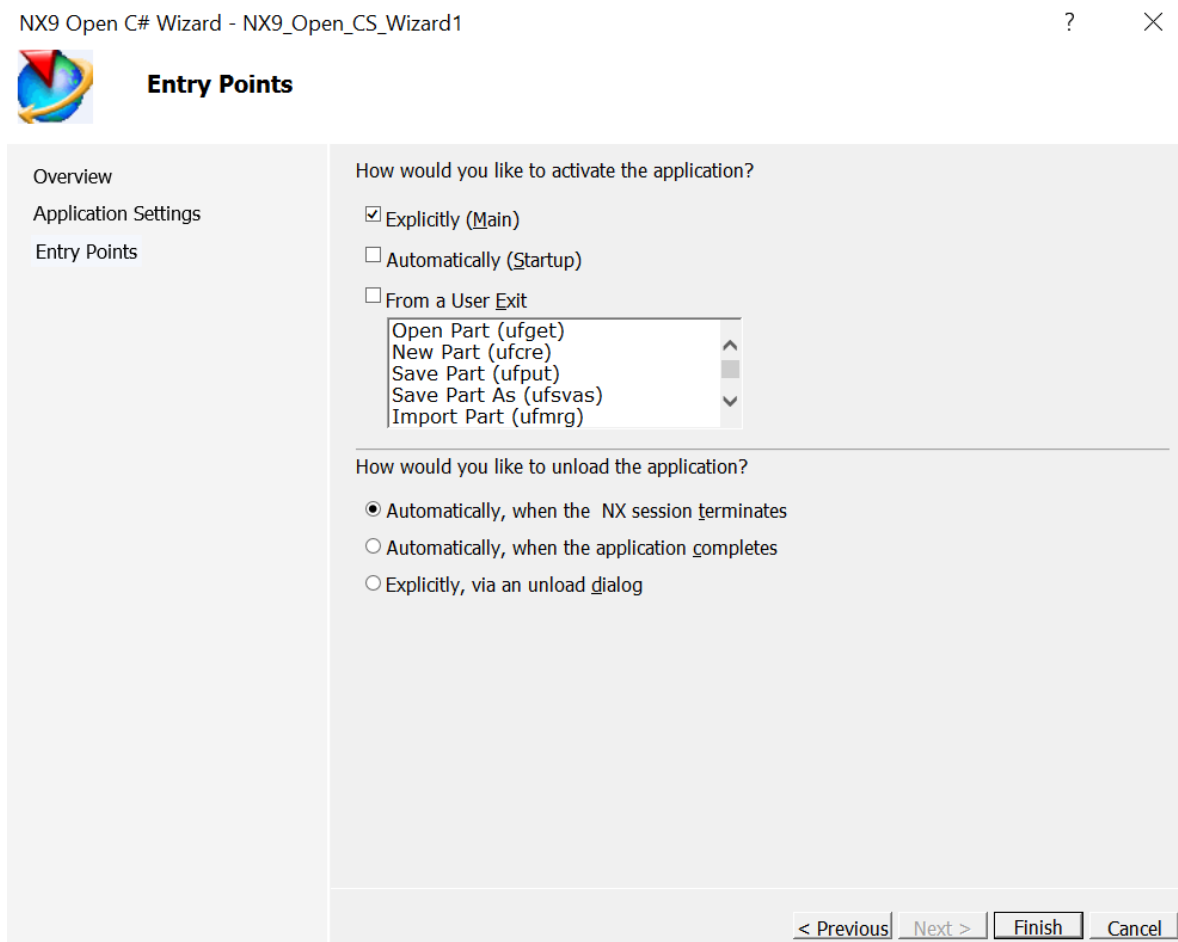 NX9 Open C# Wizard - NX9_Open_CS_Wizard1
?
Entry Points
Overview
Application Settings
Entry Points
How would you like to activate the application?
Explicitly (Main)
Automatically (Startup)
From a User Exit
Open Part (ufget)
New Part (ufcre)
Save Part (ufput)
Save Part As (ufsvas)
Import Part (ufmrg)
How would you like to unload the application?
Automatically, when the  NX session terminates
Automatically, when the application completes
Explicitly, via an unload dialog
< Previous Next > Finish Cancel